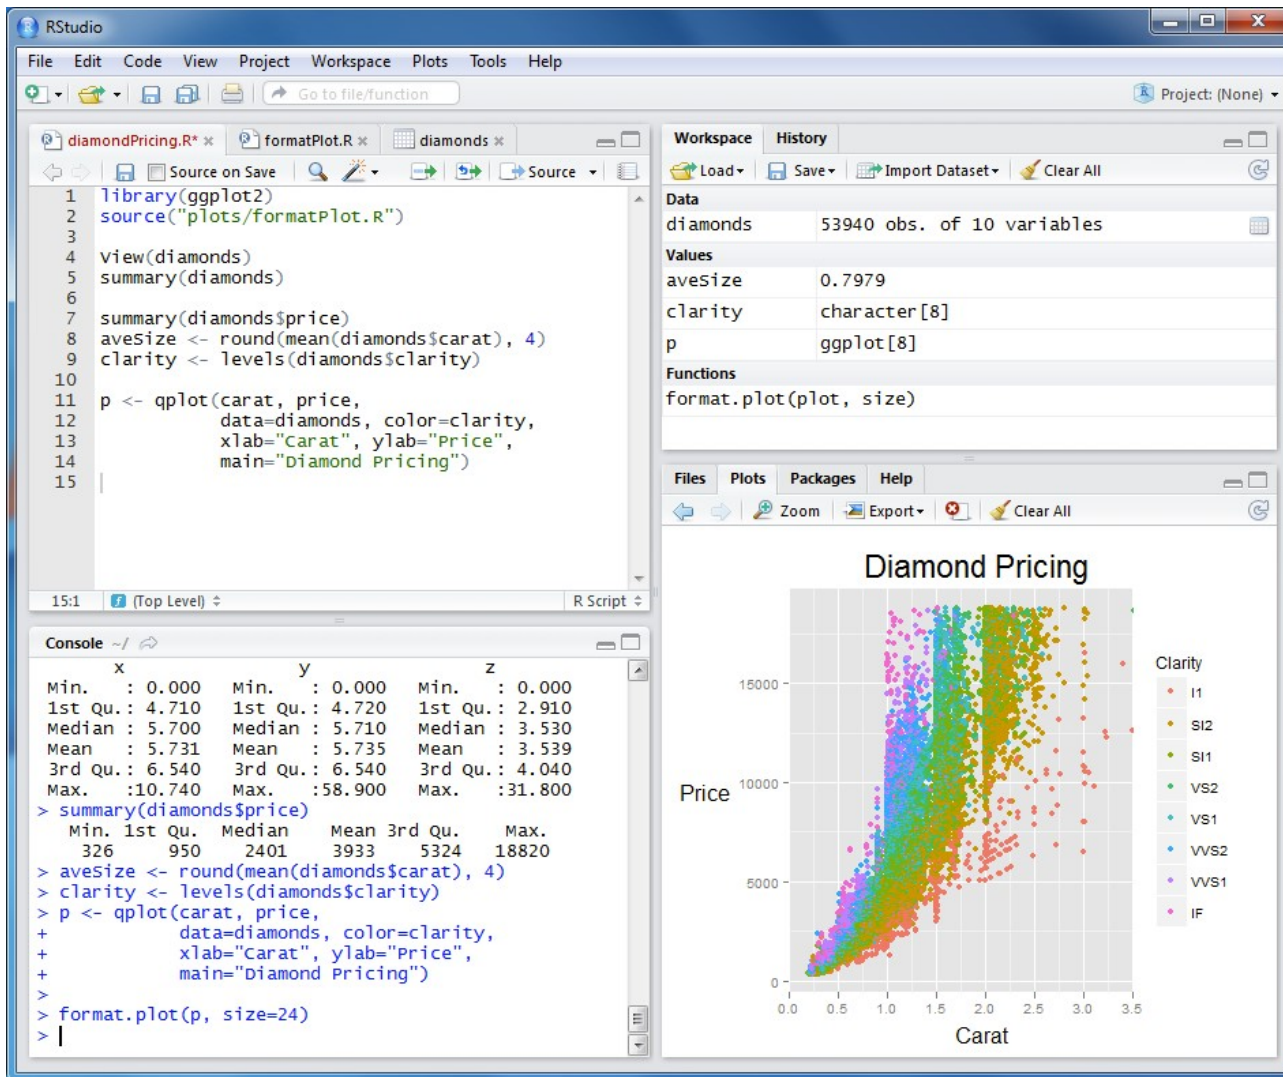 RStudio
File Edit Code View Project Workspace Plots Tools Help
Go to file/function
Project: (None)
diamondPricing.R* formatPlot.R diamonds
Source on Save Source
1 library(ggplot2)
2 source("plots/formatPlot.R")
3
4 View(diamonds)
5 summary(diamonds)
6
7 summary(diamonds$price)
8 aveSize <- round(mean(diamonds$carat), 4)
9 clarity <- levels(diamonds$clarity)
10
11 p <- qplot(carat, price,
12 data=diamonds, color=clarity,
13 xlab="Carat", ylab="Price",
14 main="Diamond Pricing")
15
15:1 (Top Level) R Script
Console ~/
x y z
Min. : 0.000 Min. : 0.000 Min. : 0.000
1st Qu.: 4.710 1st Qu.: 4.720 1st Qu.: 2.910
Median : 5.700 Median : 5.710 Median : 3.530
Mean : 5.731 Mean : 5.735 Mean : 3.539
3rd Qu.: 6.540 3rd Qu.: 6.540 3rd Qu.: 4.040
Max. :10.740 Max. :58.900 Max. :31.800
> summary(diamonds$price)
Min. 1st Qu. Median Mean 3rd Qu. Max.
326 950 2401 3933 5324 18820
> aveSize <- round(mean(diamonds$carat), 4)
> clarity <- levels(diamonds$clarity)
> p <- qplot(carat, price,
+ data=diamonds, color=clarity,
+ xlab="Carat", ylab="Price",
+ main="Diamond Pricing")
>
> format.plot(p, size=24)
>
Workspace History
Load Save Import Dataset Clear All
Data
diamonds 53940 obs. of 10 variables
Values
aveSize 0.7979
clarity character[8]
p ggplot[8]
Functions
format.plot(plot, size)
Files Plots Packages Help
Zoom Export Clear All
Diamond Pricing
Price
15000
10000
5000
0
0.0 0.5 1.0 1.5 2.0 2.5 3.0 3.5
Carat
Clarity
I1
SI2
SI1
VS2
VS1
VVS2
VVS1
IF